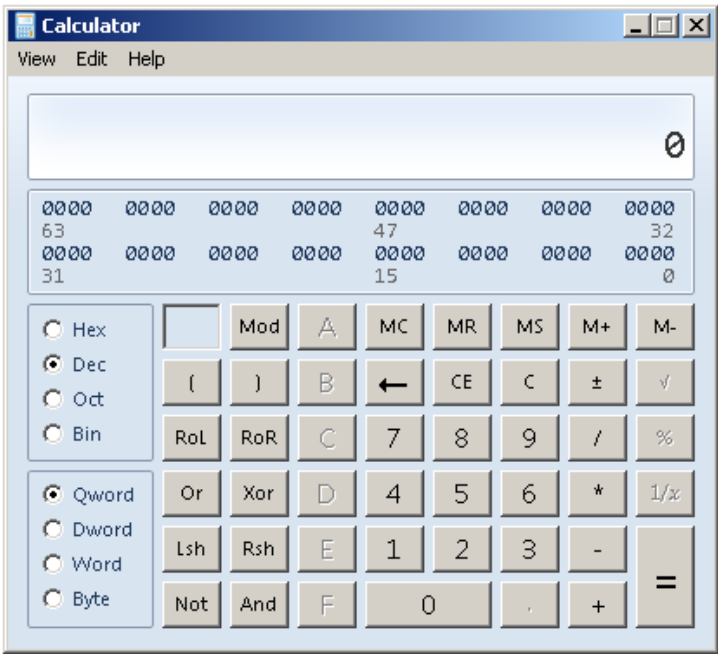 Calculator
View Edit Help
0
0000 0000 0000 0000 0000 0000 0000 0000
63 47 32
0000 0000 0000 0000 0000 0000 0000 0000
31 15 0
Hex Mod A MC MR MS M+ M-
Dec
Oct ( ) B ← CE C ± √
Bin RoL RoR C 7 8 9 / %
Qword Or Xor D 4 5 6 * 1/x
Dword
Word Lsh Rsh E 1 2 3 - =
Byte Not And F 0 , +